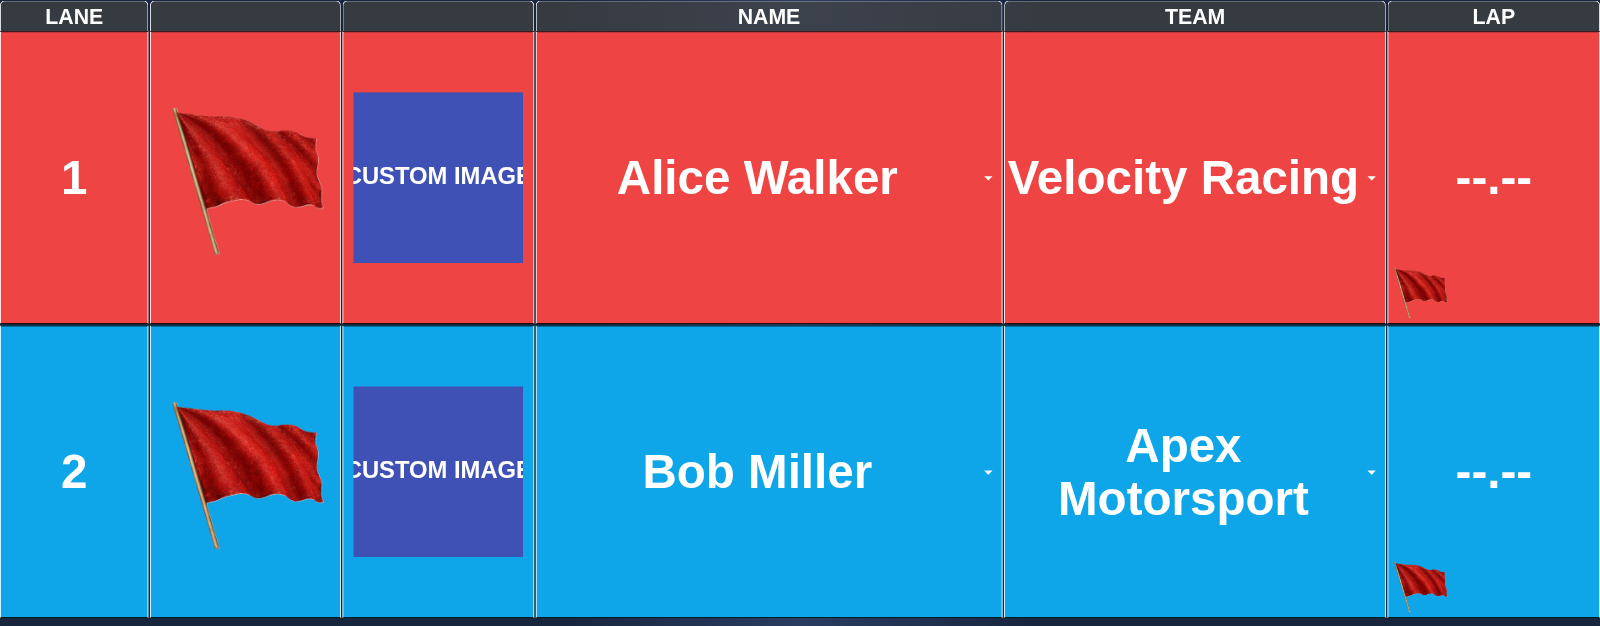 LANE NAME TEAM LAP
1 CUSTOM IMAGE Alice Walker Velocity Racing --.--
2 CUSTOM IMAGE Bob Miller Apex Motorsport --.--